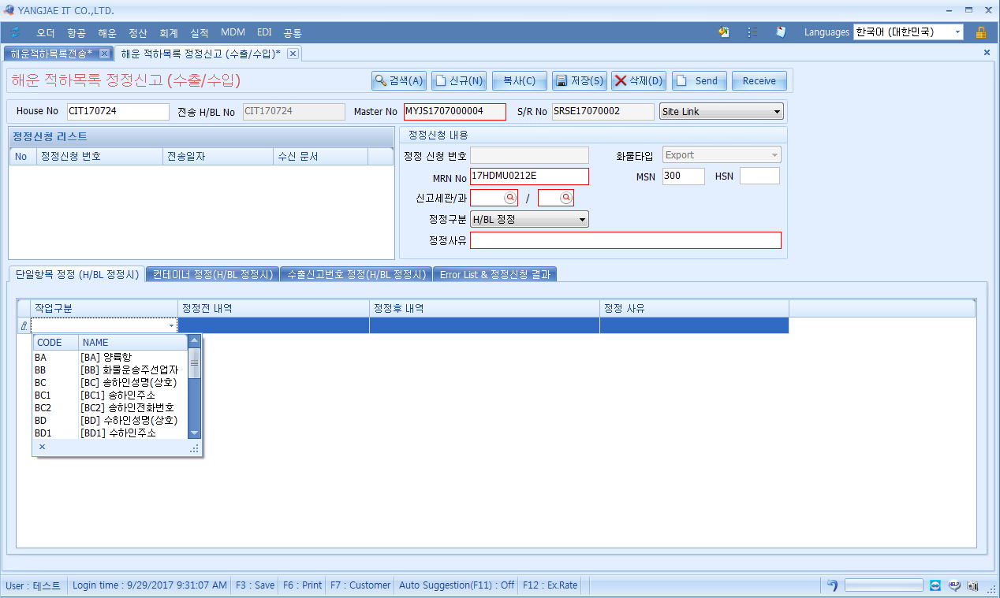 YANGJAE IT CO.,LTD.
오더 항공 해운 정산 회계 실적 MDM EDI 공통 Languages 한국어 (대한민국)
해운적하목록전송* 해운 적하목록 정정신고 (수출/수입)*
해운 적하목록 정정신고 (수출/수입) 검색(A) 신규(N) 복사(C) 저장(S) 삭제(D) Send Receive
House No CIT170724 전송 H/BL No CIT170724 Master No MYJS1707000004 S/R No SRSE17070002 Site Link
정정신청 리스트
No 정정신청 번호 전송일자 수신 문서
정정신청 내용
정정 신청 번호 화물타입 Export
MRN No 17HDMU0212E MSN 300 HSN
신고세관/과 /
정정구분 H/BL 정정
정정사유
단일항목 정정 (H/BL 정정시) 컨테이너 정정(H/BL 정정시) 수출신고번호 정정(H/BL 정정시) Error List & 정정신청 결과
작업구분 정정전 내역 정정후 내역 정정 사유
CODE NAME
BA [BA] 양륙항
BB [BB] 화물운송주선업자
BC [BC] 송하인성명(상호)
BC1 [BC1] 송하인주소
BC2 [BC2] 송하인전화번호
BD [BD] 수하인성명(상호)
BD1 [BD1] 수하인주소
User : 테스트 Login time : 9/29/2017 9:31:07 AM F3 : Save F6 : Print F7 : Customer Auto Suggestion(F11) : Off F12 : Ex.Rate HELP